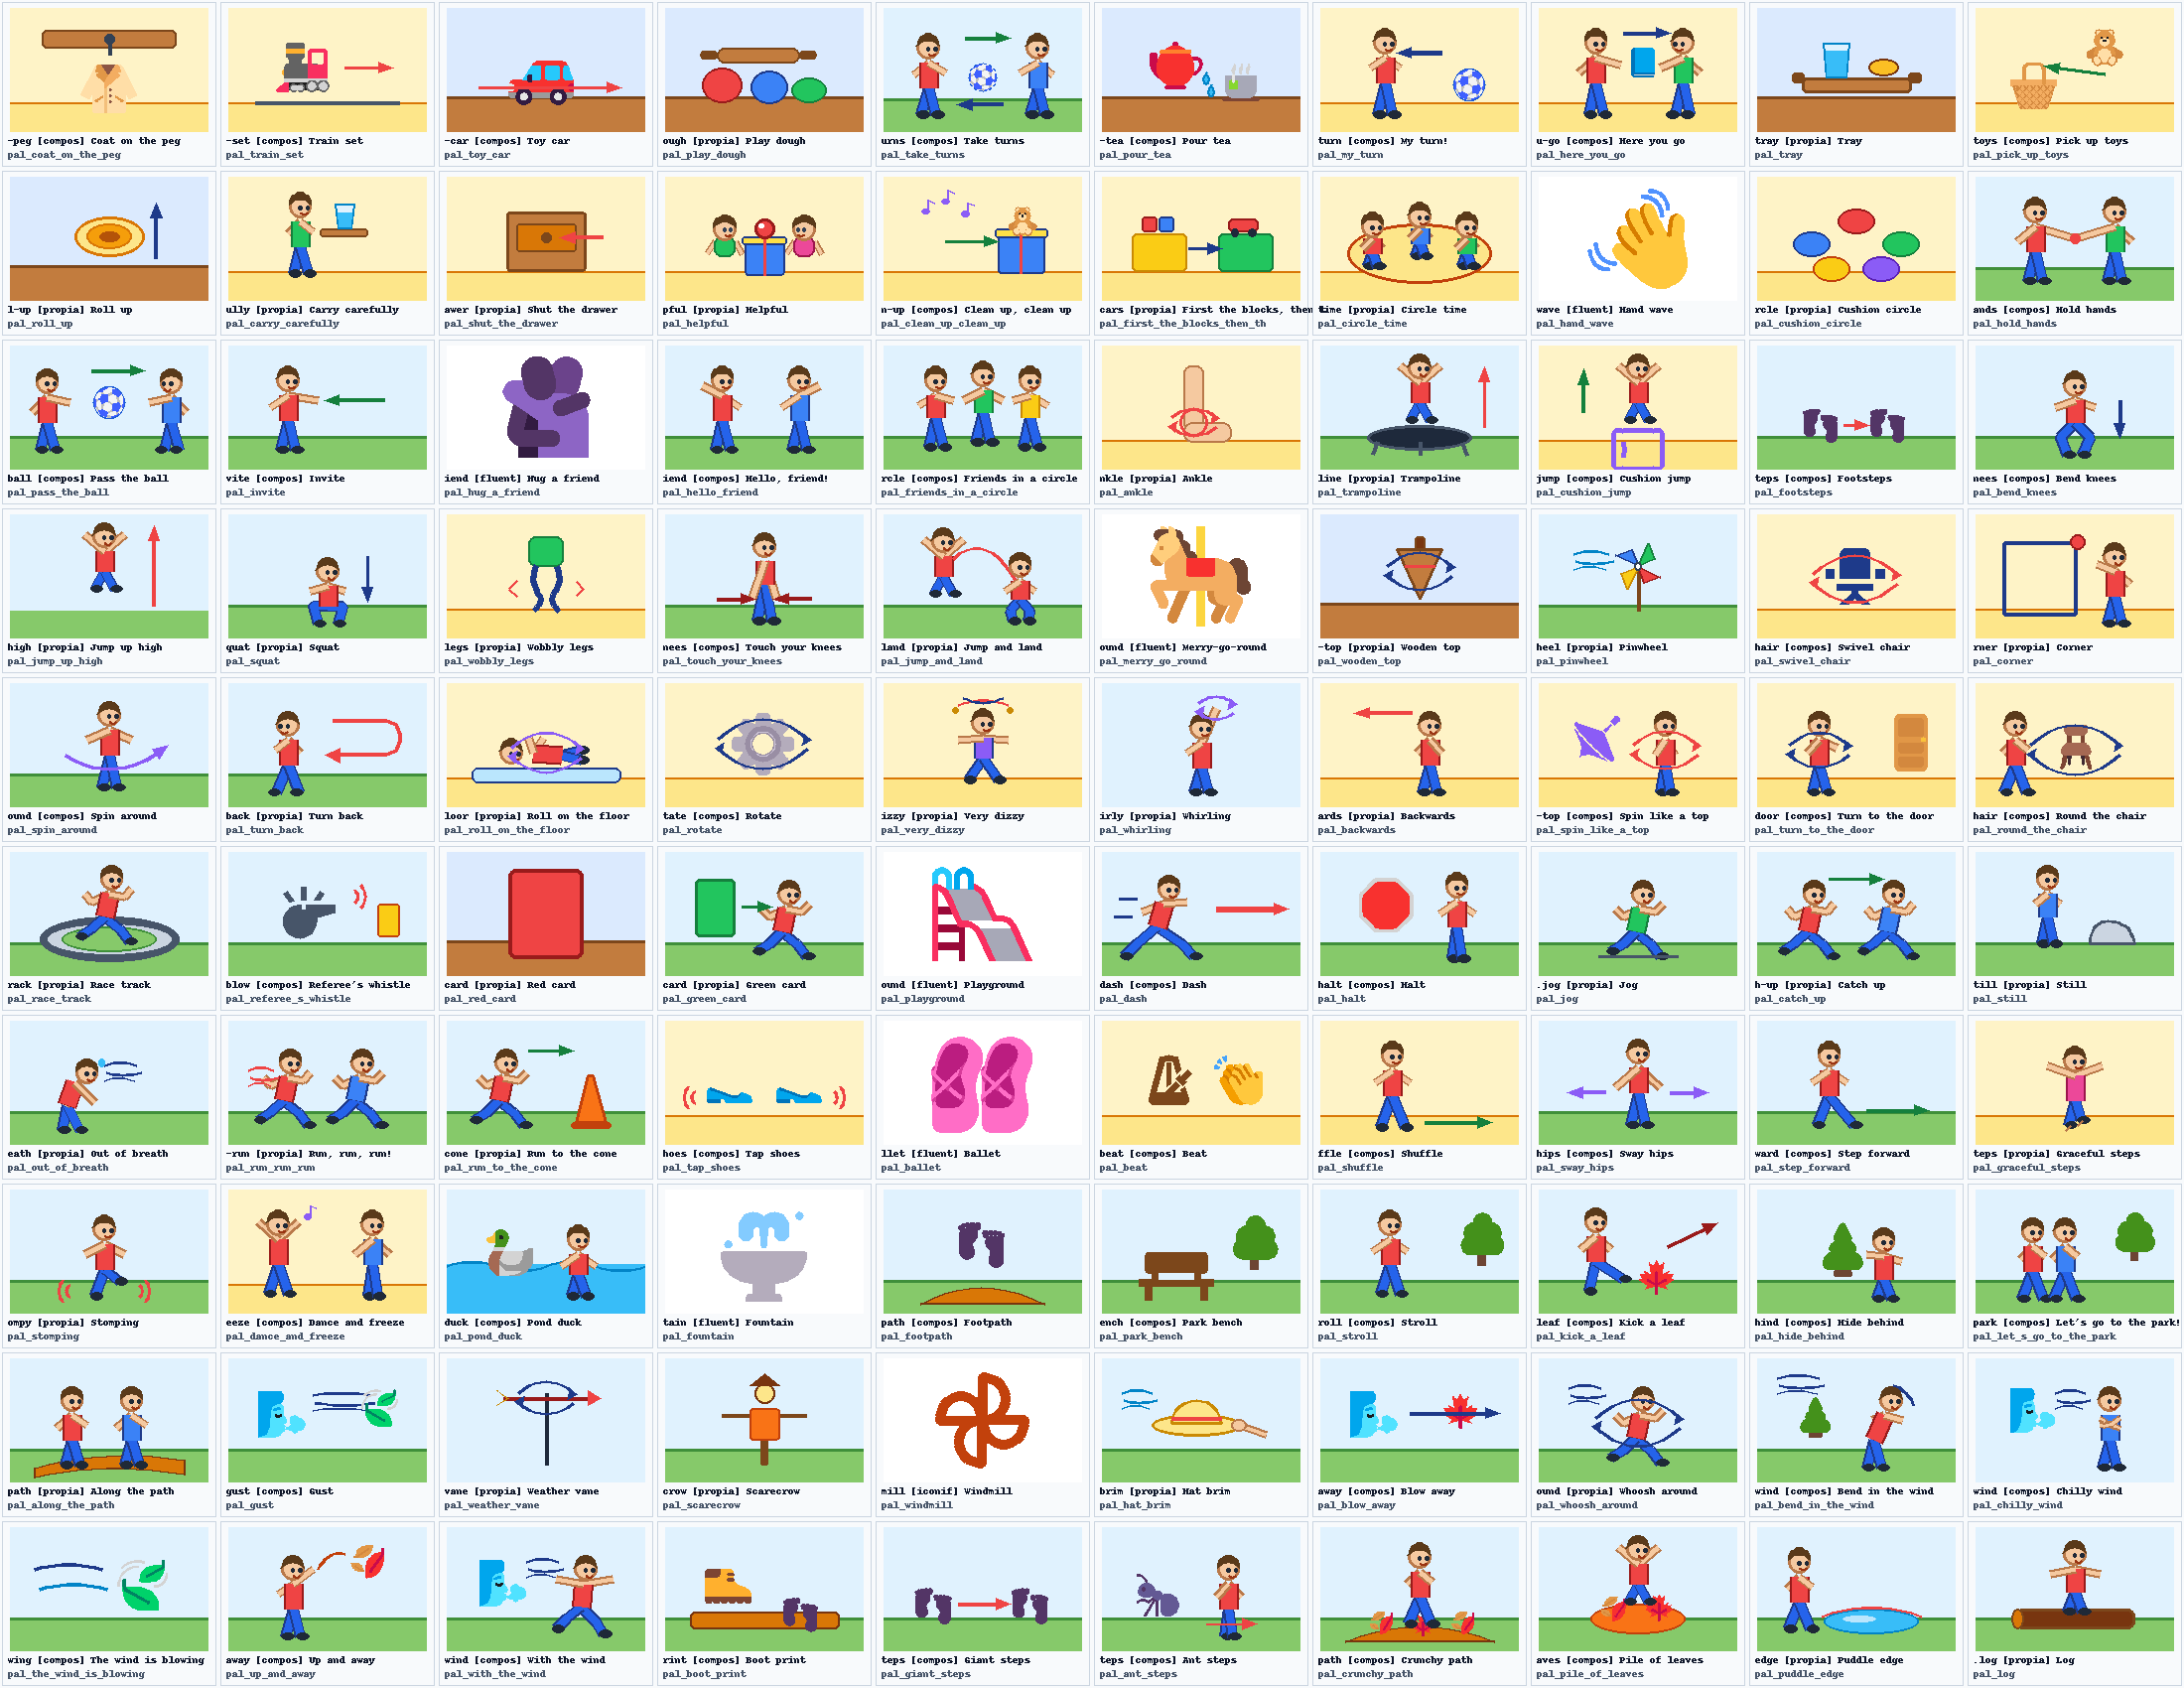 -peg [compos] Coat on the peg
pal_coat_on_the_peg
-set [compos] Train set
pal_train_set
-car [compos] Toy car
pal_toy_car
ough [propia] Play dough
pal_play_dough
urns [compos] Take turns
pal_take_turns
-tea [compos] Pour tea
pal_pour_tea
turn [compos] My turn!
pal_my_turn
u-go [compos] Here you go
pal_here_you_go
tray [propia] Tray
pal_tray
toys [compos] Pick up toys
pal_pick_up_toys
l-up [propia] Roll up
pal_roll_up
ully [propia] Carry carefully
pal_carry_carefully
awer [propia] Shut the drawer
pal_shut_the_drawer
pful [propia] Helpful
pal_helpful
n-up [compos] Clean up, clean up
pal_clean_up_clean_up
cars [propia] First the blocks, then t
pal_first_the_blocks_then_th
time [propia] Circle time
pal_circle_time
wave [fluent] Hand wave
pal_hand_wave
rcle [propia] Cushion circle
pal_cushion_circle
ands [compos] Hold hands
pal_hold_hands
ball [compos] Pass the ball
pal_pass_the_ball
vite [compos] Invite
pal_invite
iend [fluent] Hug a friend
pal_hug_a_friend
iend [compos] Hello, friend!
pal_hello_friend
rcle [compos] Friends in a circle
pal_friends_in_a_circle
nkle [propia] Ankle
pal_ankle
line [propia] Trampoline
pal_trampoline
jump [compos] Cushion jump
pal_cushion_jump
teps [compos] Footsteps
pal_footsteps
nees [compos] Bend knees
pal_bend_knees
high [propia] Jump up high
pal_jump_up_high
quat [propia] Squat
pal_squat
legs [propia] Wobbly legs
pal_wobbly_legs
nees [compos] Touch your knees
pal_touch_your_knees
land [propia] Jump and land
pal_jump_and_land
ound [fluent] Merry-go-round
pal_merry_go_round
-top [propia] Wooden top
pal_wooden_top
heel [propia] Pinwheel
pal_pinwheel
hair [compos] Swivel chair
pal_swivel_chair
rner [propia] Corner
pal_corner
ound [compos] Spin around
pal_spin_around
back [propia] Turn back
pal_turn_back
loor [propia] Roll on the floor
pal_roll_on_the_floor
tate [compos] Rotate
pal_rotate
izzy [propia] Very dizzy
pal_very_dizzy
irly [propia] Whirling
pal_whirling
ards [propia] Backwards
pal_backwards
-top [compos] Spin like a top
pal_spin_like_a_top
door [compos] Turn to the door
pal_turn_to_the_door
hair [compos] Round the chair
pal_round_the_chair
rack [propia] Race track
pal_race_track
blow [compos] Referee's whistle
pal_referee_s_whistle
card [propia] Red card
pal_red_card
card [propia] Green card
pal_green_card
ound [fluent] Playground
pal_playground
dash [compos] Dash
pal_dash
halt [compos] Halt
pal_halt
.jog [propia] Jog
pal_jog
h-up [propia] Catch up
pal_catch_up
till [propia] Still
pal_still
eath [propia] Out of breath
pal_out_of_breath
-run [propia] Run, run, run!
pal_run_run_run
cone [propia] Run to the cone
pal_run_to_the_cone
hoes [compos] Tap shoes
pal_tap_shoes
llet [fluent] Ballet
pal_ballet
beat [compos] Beat
pal_beat
ffle [compos] Shuffle
pal_shuffle
hips [compos] Sway hips
pal_sway_hips
ward [compos] Step forward
pal_step_forward
teps [propia] Graceful steps
pal_graceful_steps
ompy [propia] Stomping
pal_stomping
eeze [compos] Dance and freeze
pal_dance_and_freeze
duck [compos] Pond duck
pal_pond_duck
tain [fluent] Fountain
pal_fountain
path [compos] Footpath
pal_footpath
ench [compos] Park bench
pal_park_bench
roll [compos] Stroll
pal_stroll
leaf [compos] Kick a leaf
pal_kick_a_leaf
hind [compos] Hide behind
pal_hide_behind
park [compos] Let's go to the park!
pal_let_s_go_to_the_park
path [propia] Along the path
pal_along_the_path
gust [compos] Gust
pal_gust
vane [propia] Weather vane
pal_weather_vane
crow [propia] Scarecrow
pal_scarecrow
mill [iconif] Windmill
pal_windmill
brim [propia] Hat brim
pal_hat_brim
away [compos] Blow away
pal_blow_away
ound [propia] Whoosh around
pal_whoosh_around
wind [compos] Bend in the wind
pal_bend_in_the_wind
wind [compos] Chilly wind
pal_chilly_wind
wing [compos] The wind is blowing
pal_the_wind_is_blowing
away [compos] Up and away
pal_up_and_away
wind [compos] With the wind
pal_with_the_wind
rint [compos] Boot print
pal_boot_print
teps [compos] Giant steps
pal_giant_steps
teps [compos] Ant steps
pal_ant_steps
path [compos] Crunchy path
pal_crunchy_path
aves [compos] Pile of leaves
pal_pile_of_leaves
edge [propia] Puddle edge
pal_puddle_edge
.log [propia] Log
pal_log